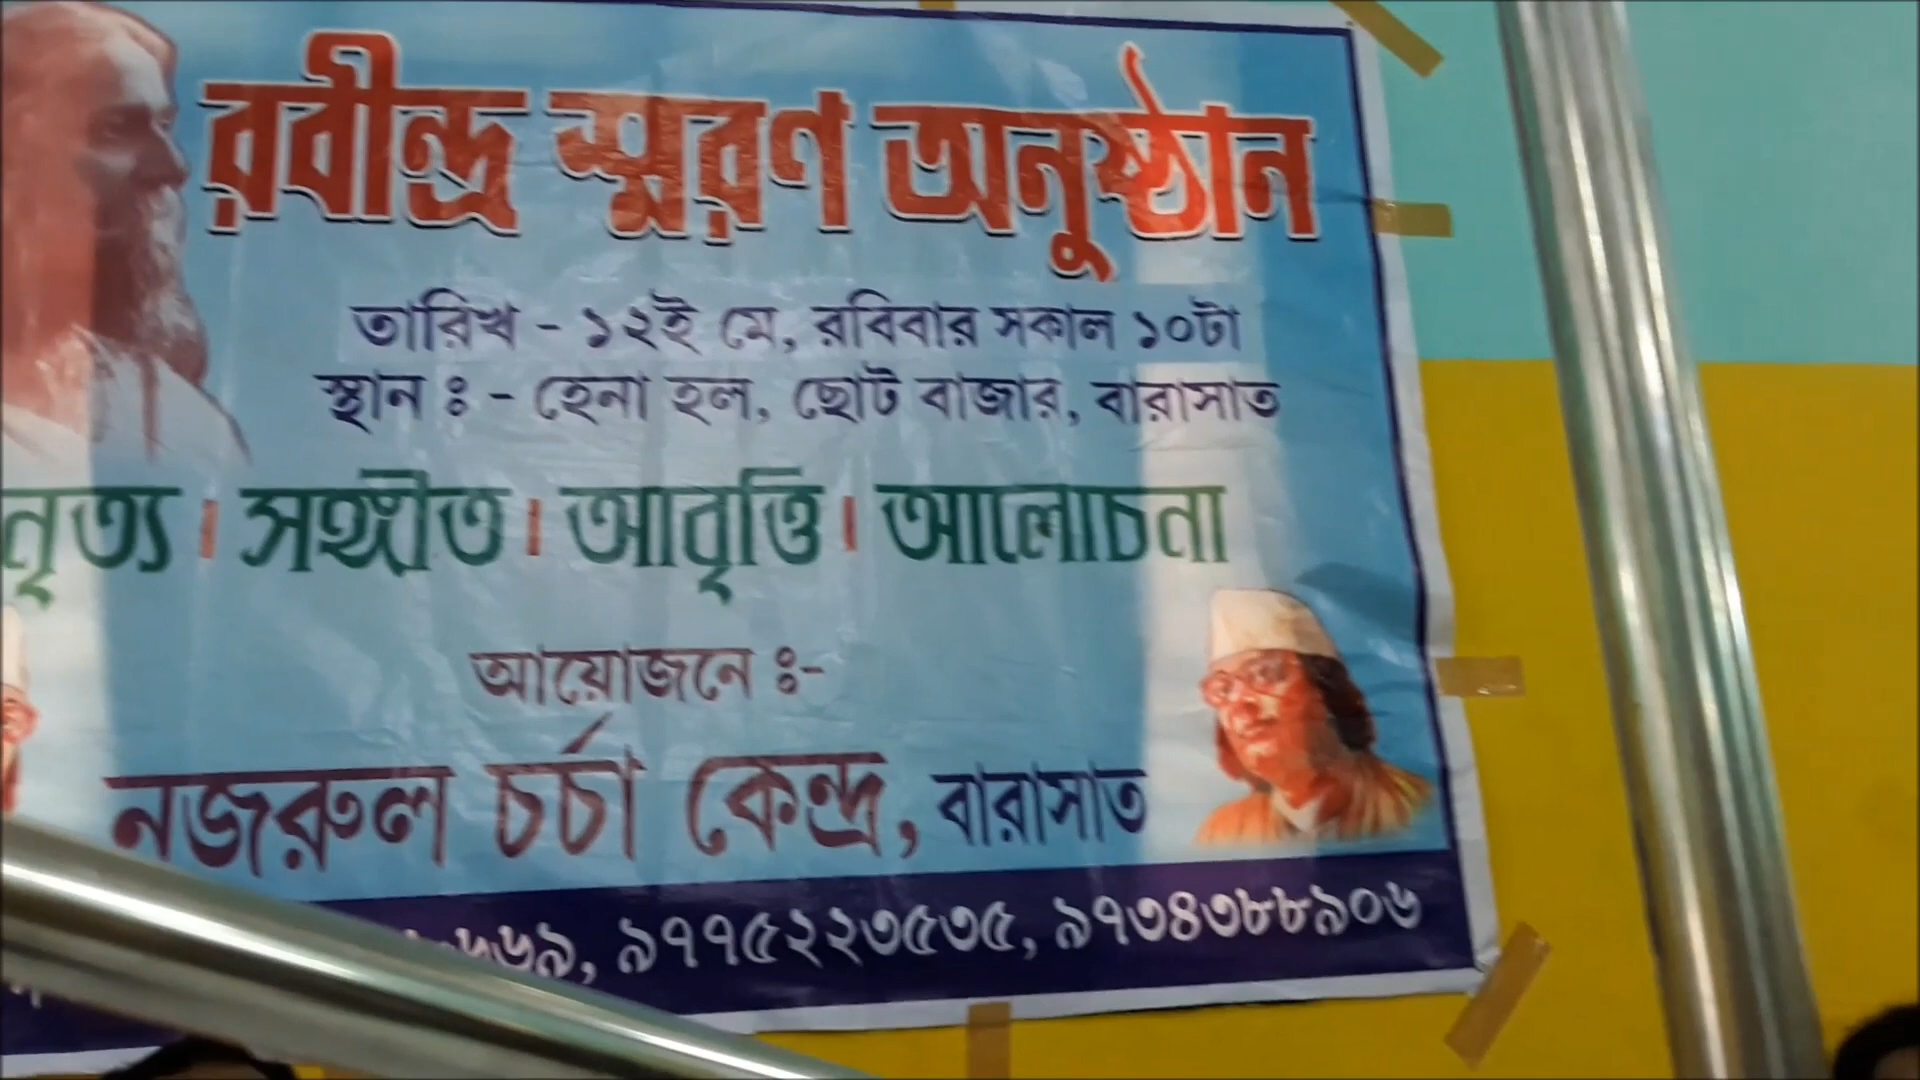 রবীন্দ্র স্মরণ অনুষ্ঠান
তারিখ - ১২ই মে, রবিবার সকাল ১০টা
স্থান ঃ - হেনা হল, ছোট বাজার, বারাসাত
নৃত্য । সঙ্গীত । আবৃত্তি । আলোচনা
আয়োজনে ঃ-
নজরুল চর্চা কেন্দ্র, বারাসাত
৯৭৭৫২২৩৫৩৫, ৯৭৩৪৩৮৮৯০৬